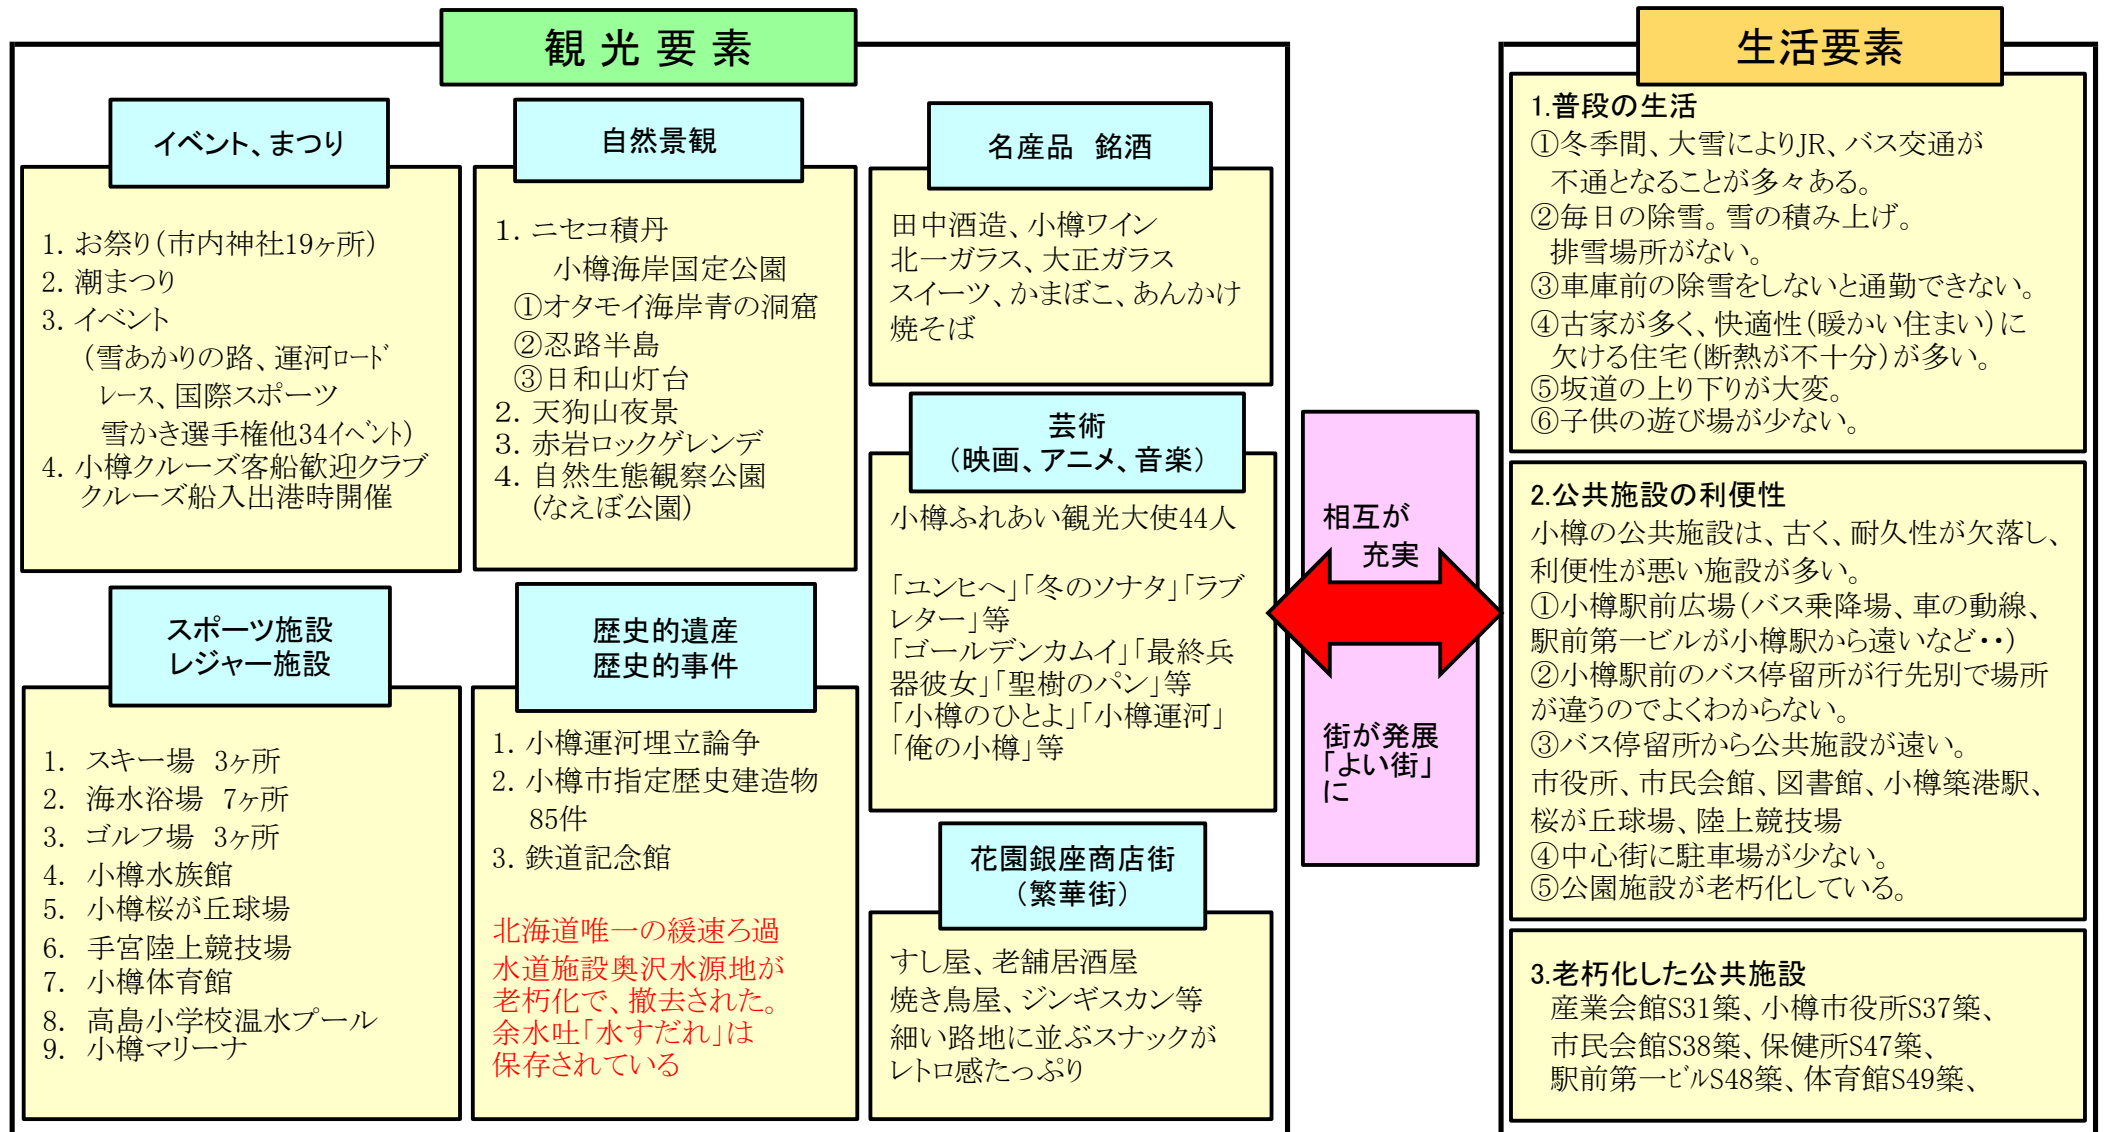 観光要素
イベント、まつり
1. お祭り(市内神社19ヶ所)
2. 潮まつり
3. イベント
(雪あかりの路、運河ロード
レース、国際スポーツ
雪かき選手権他34イベント)
4. 小樽クルーズ客船歓迎クラブ
クルーズ船入出港時開催
自然景観
1. ニセコ積丹
小樽海岸国定公園
①オタモイ海岸青の洞窟
②忍路半島
③日和山灯台
2. 天狗山夜景
3. 赤岩ロックゲレンデ
4. 自然生態観察公園
(なえぼ公園)
名産品 銘酒
田中酒造、小樽ワイン
北一ガラス、大正ガラス
スイーツ、かまぼこ、あんかけ
焼そば
スポーツ施設
レジャー施設
1. スキー場 3ヶ所
2. 海水浴場 7ヶ所
3. ゴルフ場 3ヶ所
4. 小樽水族館
5. 小樽桜が丘球場
6. 手宮陸上競技場
7. 小樽体育館
8. 高島小学校温水プール
9. 小樽マリーナ
歴史的遺産
歴史的事件
1. 小樽運河埋立論争
2. 小樽市指定歴史建造物
85件
3. 鉄道記念館
北海道唯一の緩速ろ過
水道施設奥沢水源地が
老朽化で、撤去された。
余水吐「水すだれ」は
保存されている
芸術
(映画、アニメ、音楽)
小樽ふれあい観光大使44人
「ユンヒへ」「冬のソナタ」「ラブ
レター」等
「ゴールデンカムイ」「最終兵
器彼女」「聖樹のパン」等
「小樽のひとよ」「小樽運河」
「俺の小樽」等
花園銀座商店街
(繁華街)
すし屋、老舗居酒屋
焼き鳥屋、ジンギスカン等
細い路地に並ぶスナックが
レトロ感たっぷり
相互が
充実
街が発展
「よい街」
に
生活要素
1.普段の生活
①冬季間、大雪によりJR、バス交通が
不通となることが多々ある。
②毎日の除雪。雪の積み上げ。
排雪場所がない。
③車庫前の除雪をしないと通勤できない。
④古家が多く、快適性(暖かい住まい)に
欠ける住宅(断熱が不十分)が多い。
⑤坂道の上り下りが大変。
⑥子供の遊び場が少ない。
2.公共施設の利便性
小樽の公共施設は、古く、耐久性が欠落し、
利便性が悪い施設が多い。
①小樽駅前広場(バス乗降場、車の動線、
駅前第一ビルが小樽駅から遠いなど・・)
②小樽駅前のバス停留所が行先別で場所
が違うのでよくわからない。
③バス停留所から公共施設が遠い。
市役所、市民会館、図書館、小樽築港駅、
桜が丘球場、陸上競技場
④中心街に駐車場が少ない。
⑤公園施設が老朽化している。
3.老朽化した公共施設
産業会館S31築、小樽市役所S37築、
市民会館S38築、保健所S47築、
駅前第一ビルS48築、体育館S49築、